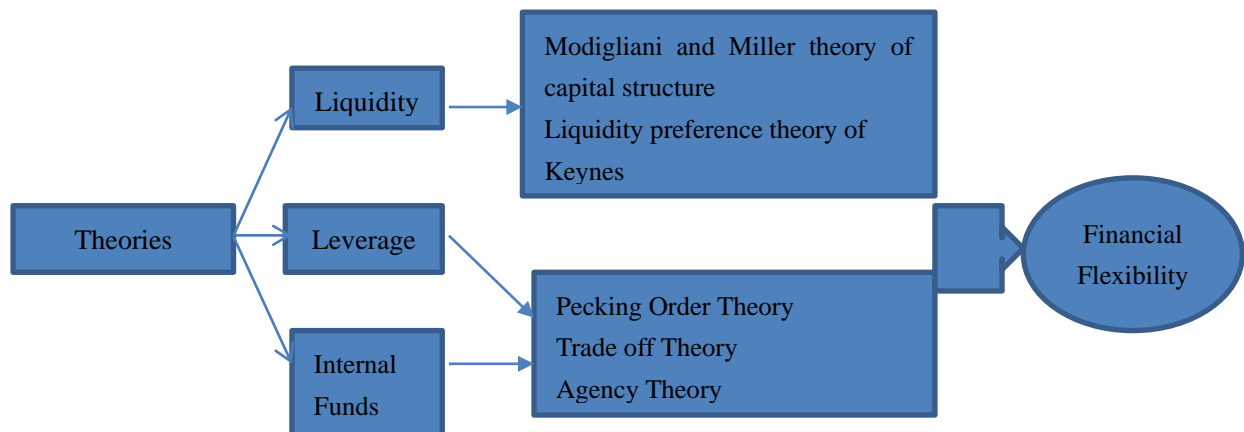 Modigliani and Miller theory of
capital structure
Liquidity preference theory of
Keynes
Liquidity
Theories
Leverage
Financial
Flexibility
Pecking Order Theory
Trade off Theory
Agency Theory
Internal
Funds